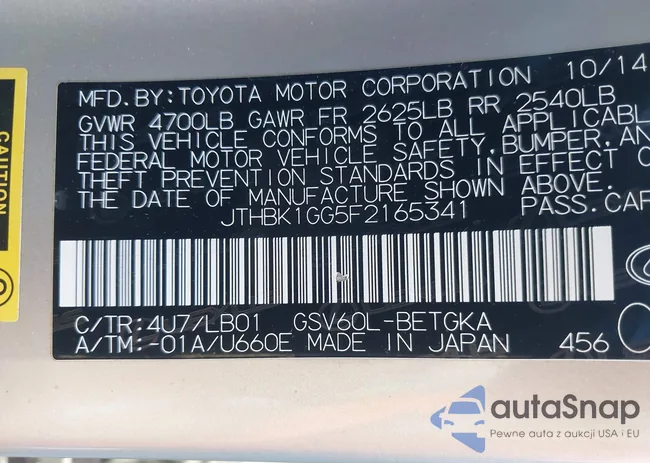 MFD.BY:TOYOTA MOTOR CORPORATION 10/14
GVWR 4700LB GAWR FR 2625LB RR 2540LB
THIS VEHICLE CONFORMS TO ALL APPLICABL
FEDERAL MOTOR VEHICLE SAFETY,BUMPER,AN
THEFT PREVENTION STANDARDS IN EFFECT O
THE DATE OF MANUFACTURE SHOWN ABOVE.
JTHBK1GG5F2165341 PASS.CAR
C/TR:4U7/LB01 GSV60L-BETGKA
A/TM:-01A/U660E MADE IN JAPAN 456
CAUTION
autaSnap
Pewne auta z aukcji USA i EU